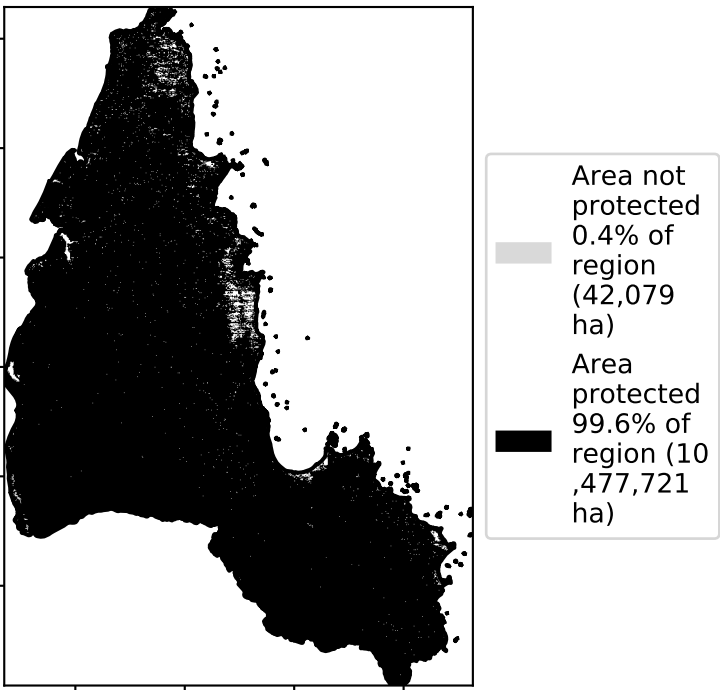 Area not
protected
0.4% of
region
(42,079
ha)
Area
protected
99.6% of
region (10
,477,721
ha)